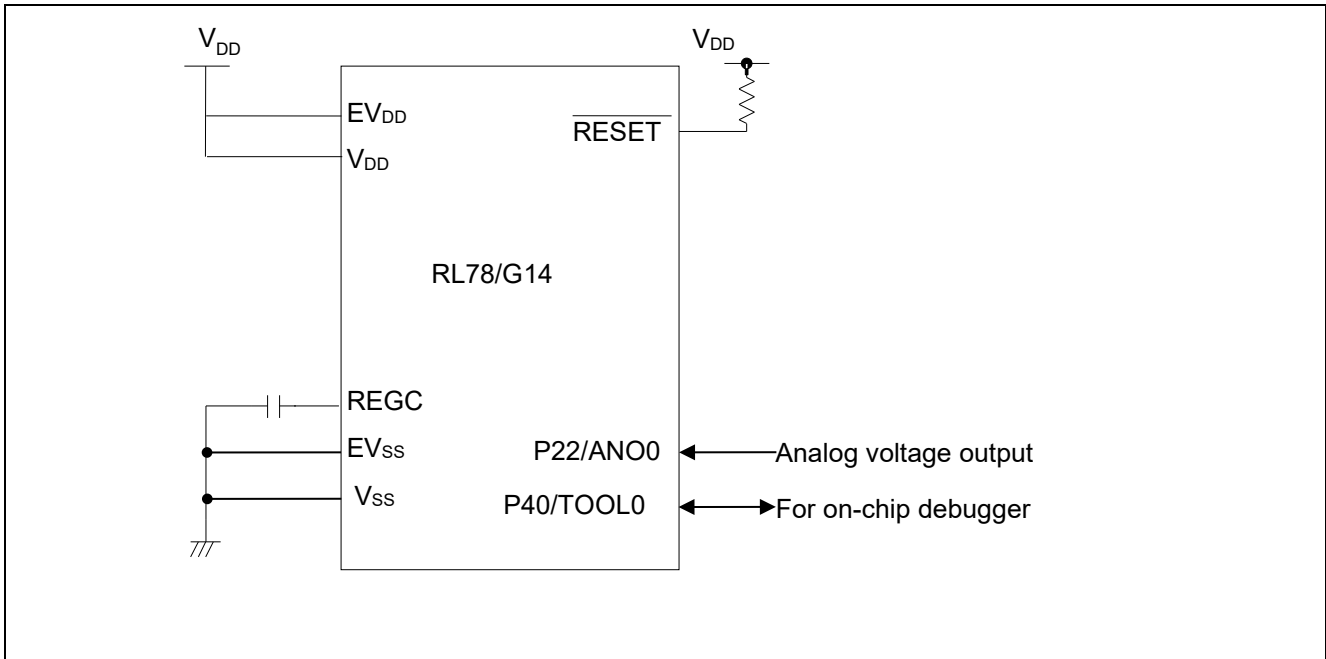 VDD
VDD
EVDD
RESET
VDD
RL78/G14
REGC
EVSS
P22/ANO0
Analog voltage output
VSS
P40/TOOL0
For on-chip debugger